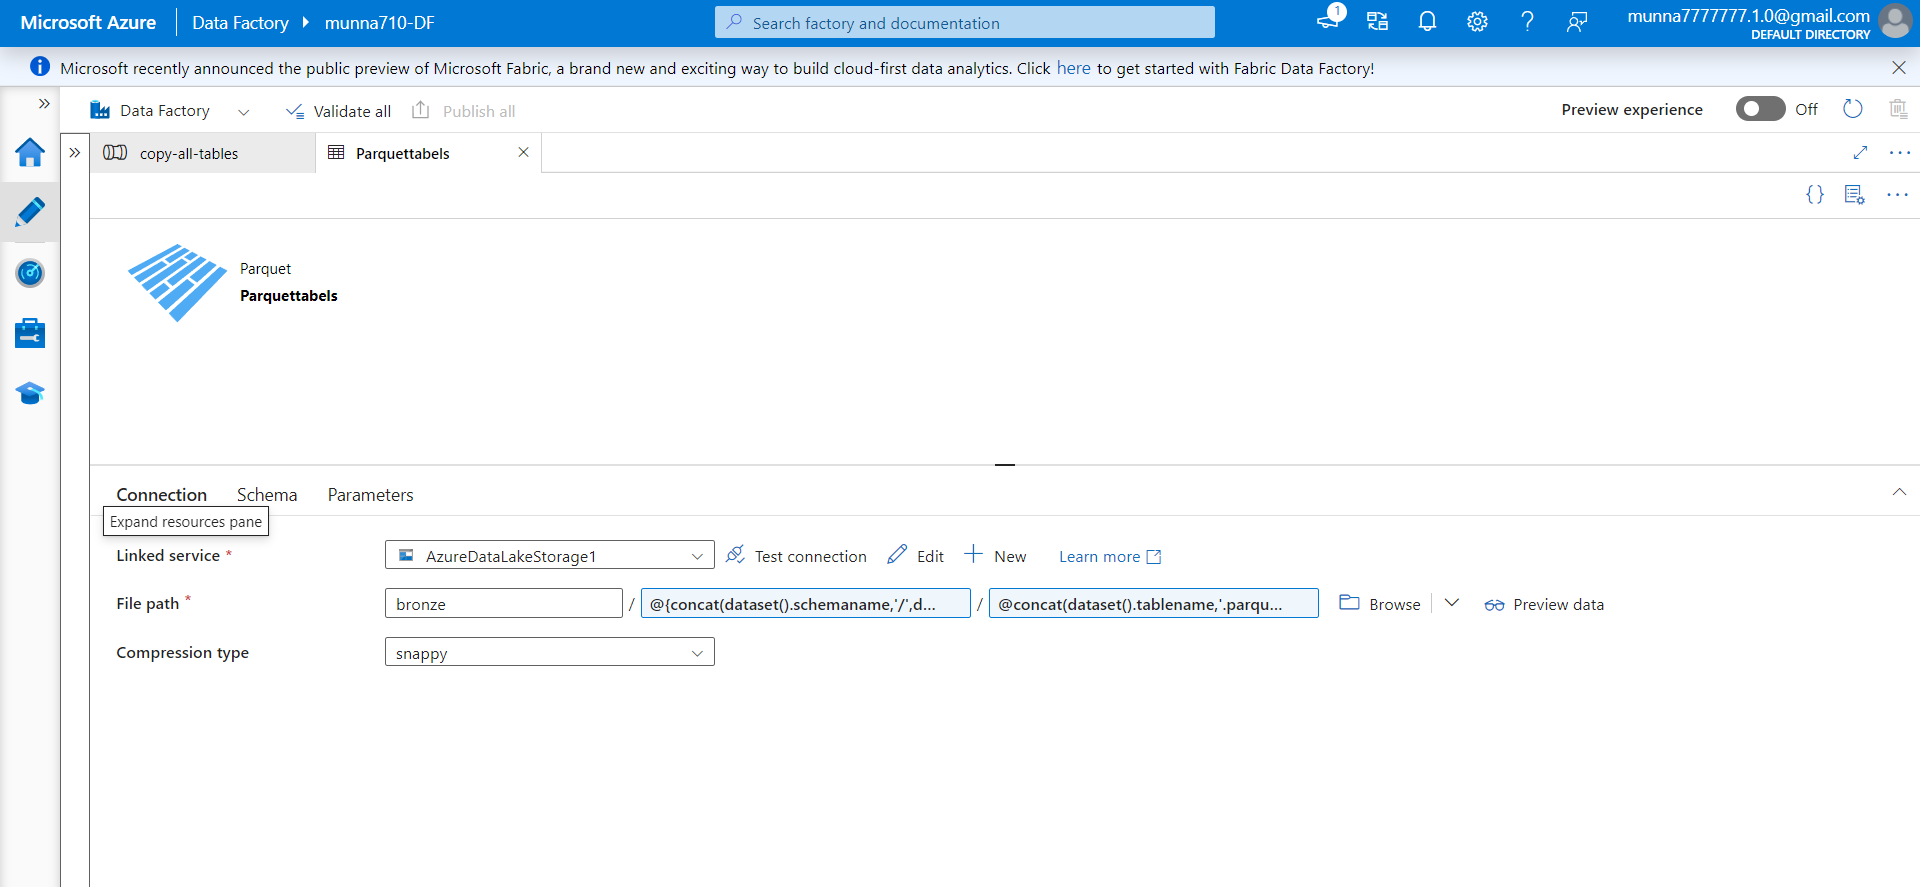 Microsoft Azure
Data Factory
munna710-DF
Search factory and documentation
1
munna7777777.1.0@gmail.com
DEFAULT DIRECTORY
Microsoft recently announced the public preview of Microsoft Fabric, a brand new and exciting way to build cloud-first data analytics. Click here to get started with Fabric Data Factory!
Data Factory
Validate all
Publish all
Preview experience
Off
copy-all-tables
Parquettabels
Parquet
Parquettabels
Connection
Schema
Parameters
Expand resources pane
Linked service *
AzureDataLakeStorage1
Test connection
Edit
New
Learn more
File path *
bronze
/
@{concat(dataset().schemaname,'/',d...
/
@concat(dataset().tablename,'.parqu...
Browse
Preview data
Compression type
snappy